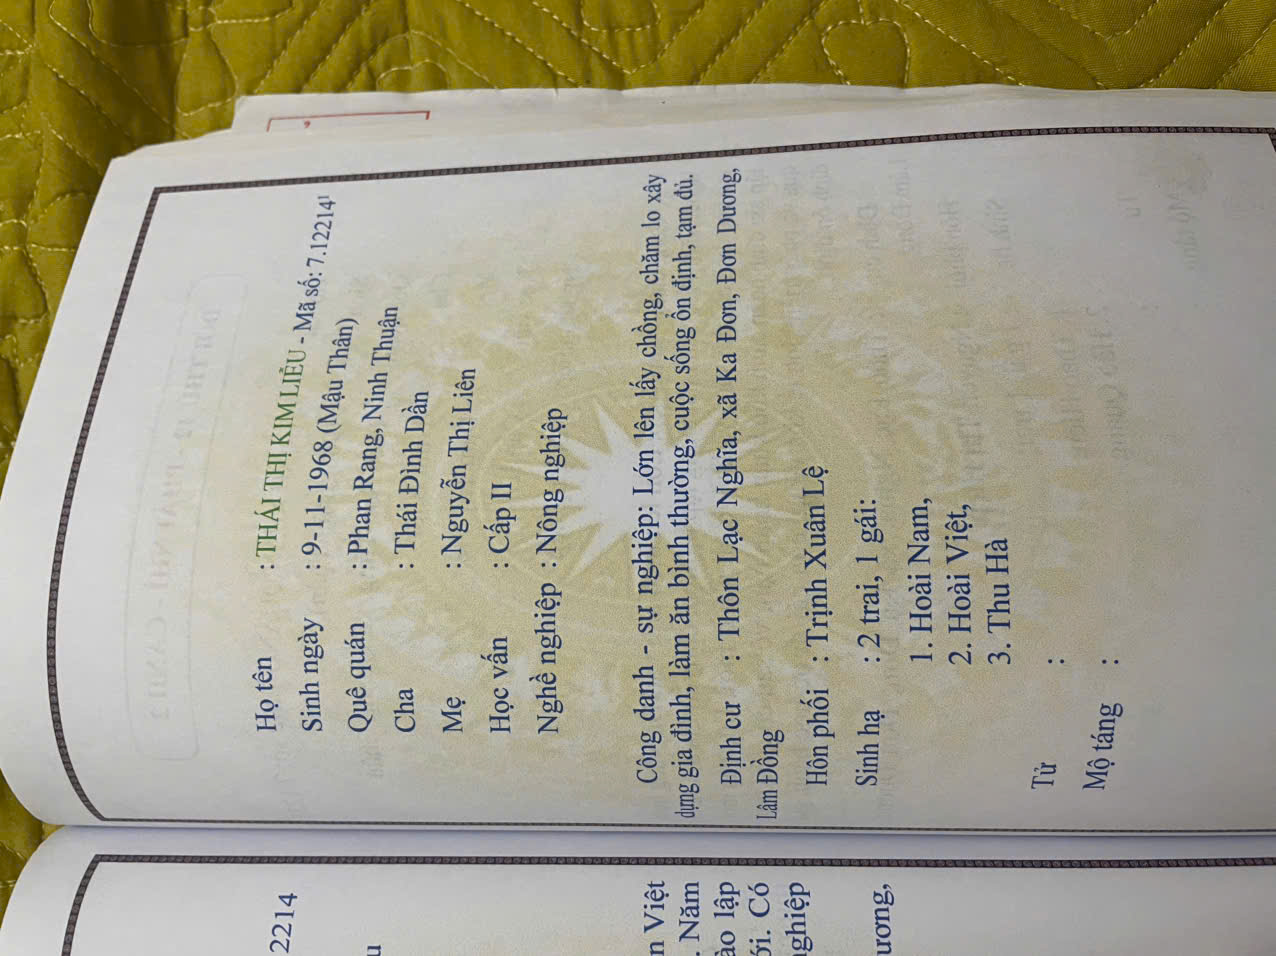 Họ tên : THÁI THỊ KIM LIỄU - Mã số: 7.12214¹
Sinh ngày : 9-11-1968 (Mậu Thân)
Quê quán : Phan Rang, Ninh Thuận
Cha : Thái Đình Dần
Mẹ : Nguyễn Thị Liên
Học vấn : Cấp II
Nghề nghiệp : Nông nghiệp
Công danh - sự nghiệp: Lớn lên lấy chồng, chăm lo xây
dựng gia đình, làm ăn bình thường, cuộc sống ổn định, tạm đủ.
Định cư : Thôn Lạc Nghĩa, xã Ka Đơn, Đơn Dương,
Lâm Đồng
Hôn phối : Trịnh Xuân Lệ
Sinh hạ : 2 trai, 1 gái:
1. Hoài Nam,
2. Hoài Việt,
3. Thu Hà
Tử :
Mộ táng :
2214
u
n Việt
. Năm
ào lập
ới. Có
ghiệp
ương,